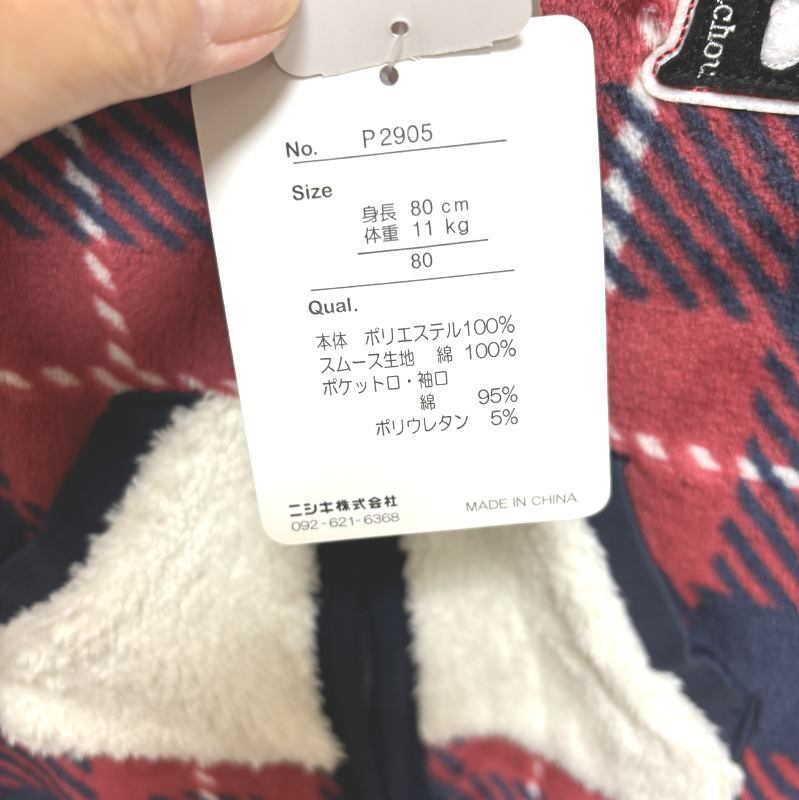 chou
No. P2905
Size
身長 80 cm
体重 11 kg
80
Qual.
本体 ポリエステル100%
スムース生地 綿 100%
ポケット口・袖口
綿 95%
ポリウレタン 5%
ニシキ株式会社
092-621-6368
MADE IN CHINA